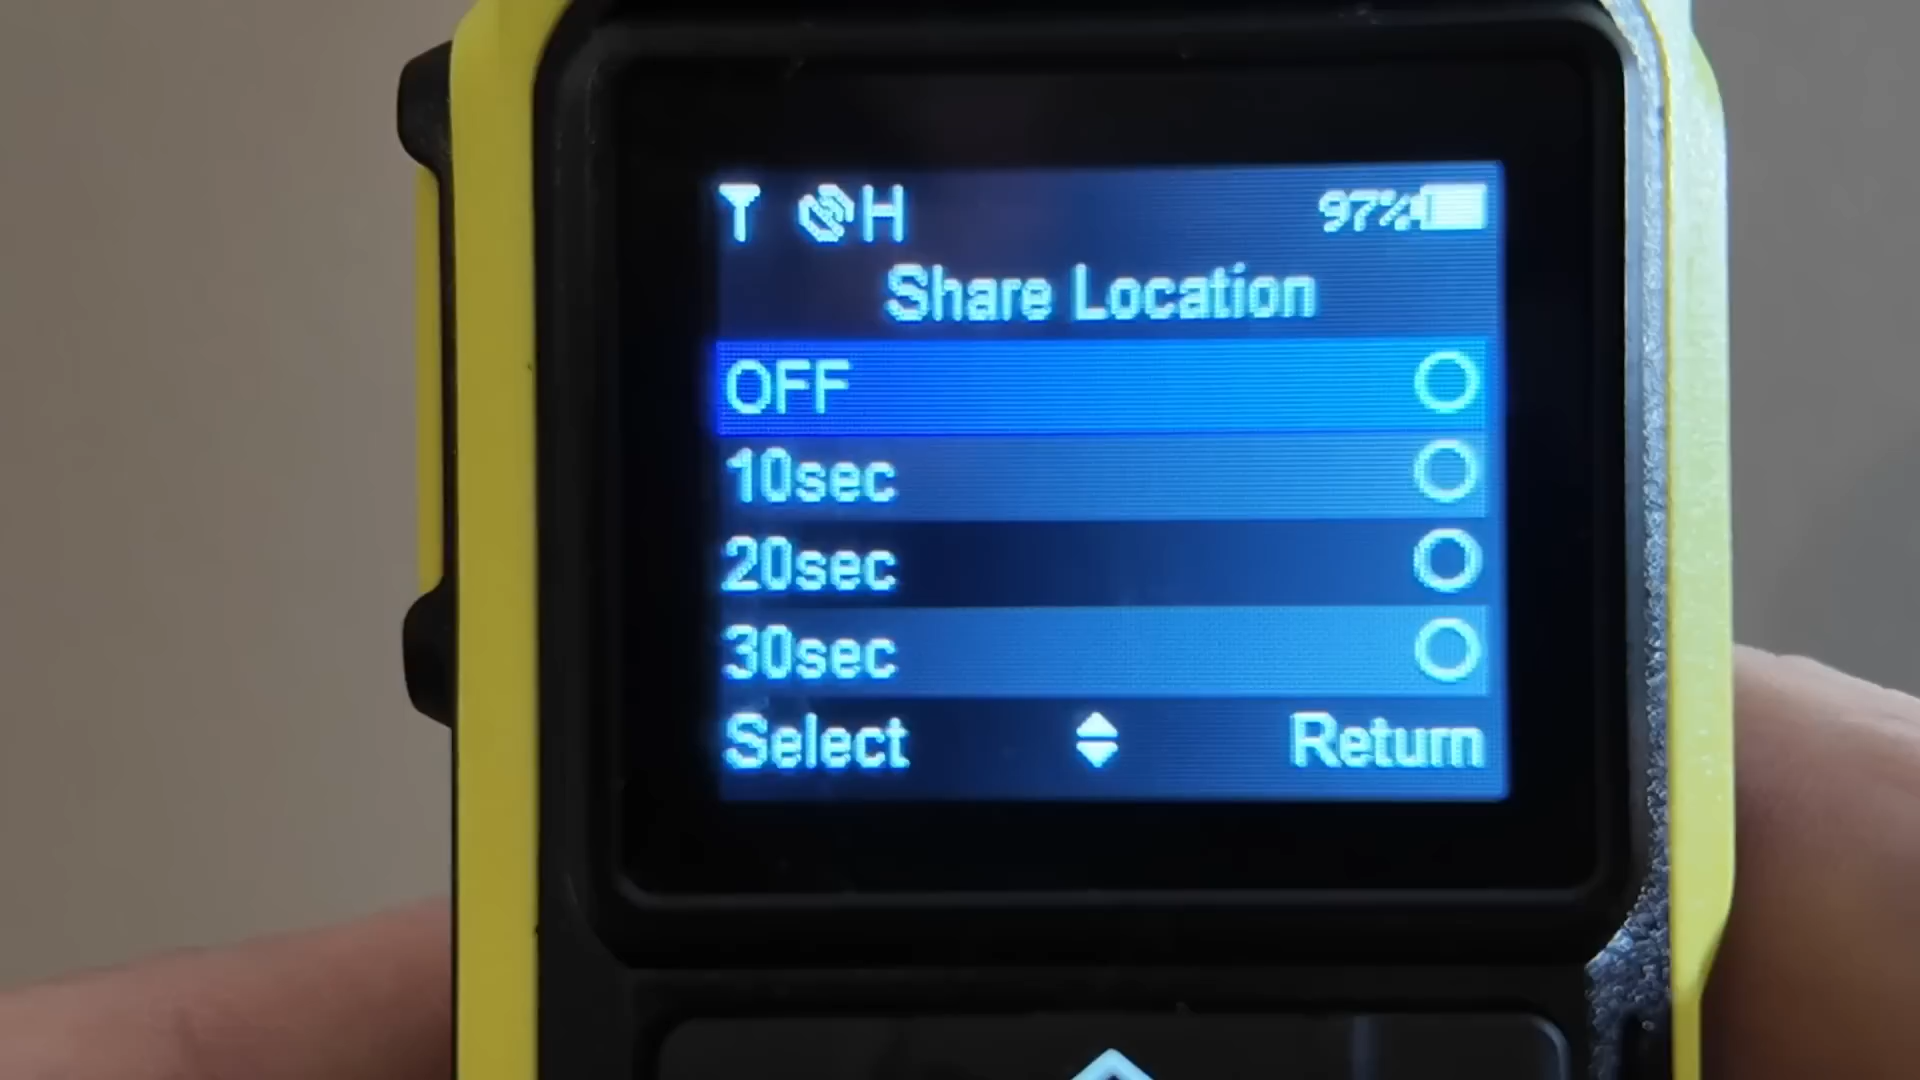 H 97%
Share Location
OFF
10sec
20sec
30sec
Select Return